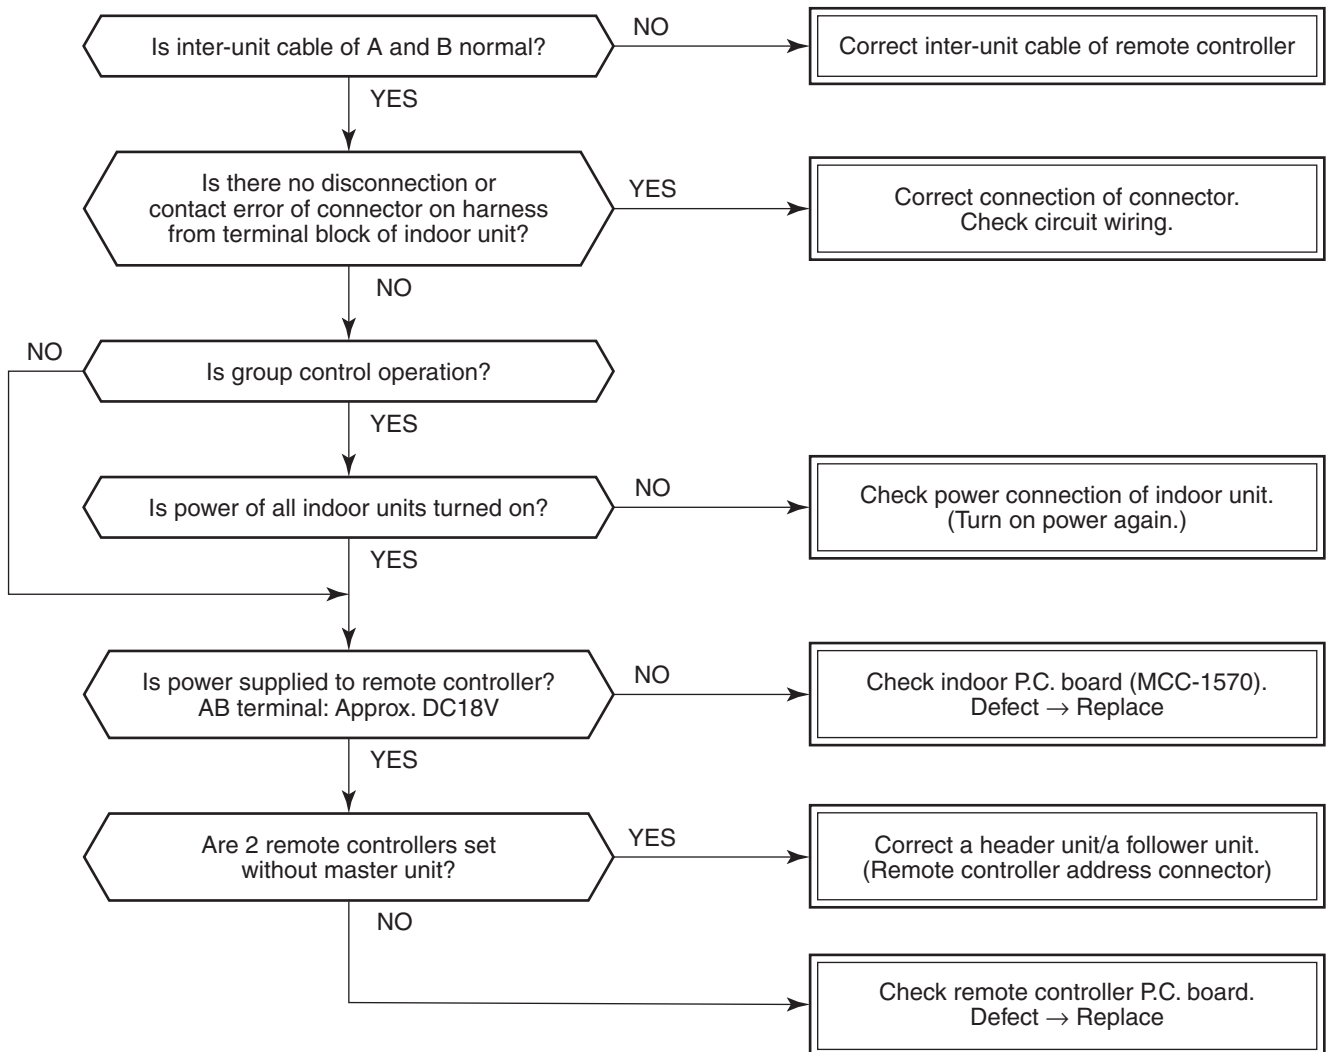 Is inter-unit cable of A and B normal?
NO
Correct inter-unit cable of remote controller
YES
Is there no disconnection or
contact error of connector on harness
from terminal block of indoor unit?
YES
Correct connection of connector.
Check circuit wiring.
NO
NO
Is group control operation?
YES
Is power of all indoor units turned on?
NO
Check power connection of indoor unit.
(Turn on power again.)
YES
Is power supplied to remote controller?
AB terminal: Approx. DC18V
NO
Check indoor P.C. board (MCC-1570).
Defect → Replace
YES
Are 2 remote controllers set
without master unit?
YES
Correct a header unit/a follower unit.
(Remote controller address connector)
NO
Check remote controller P.C. board.
Defect → Replace